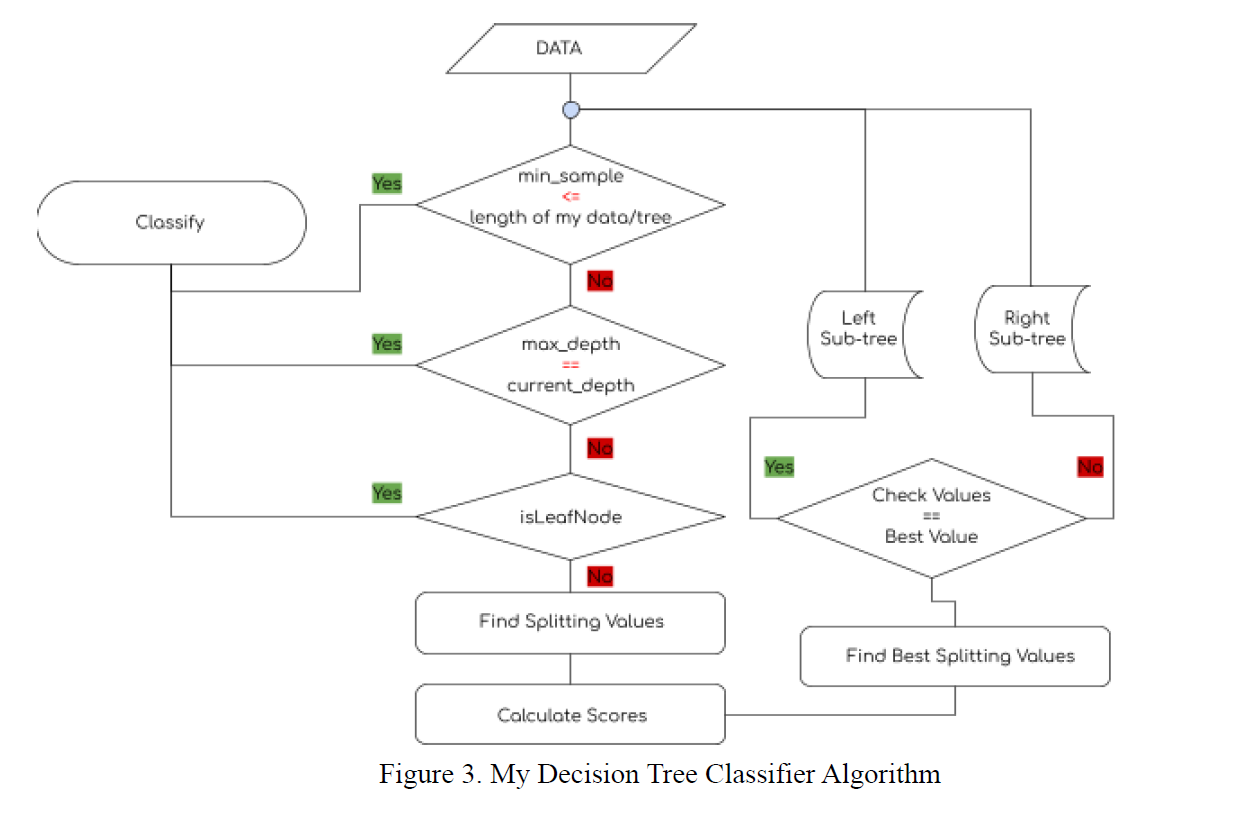 DATA
min_sample
<=
length of my data/tree
Yes
Classify
No
max_depth
==
current_depth
Yes
No
isLeafNode
Yes
No
Find Splitting Values
Calculate Scores
Left
Sub-tree
Right
Sub-tree
Yes
No
Check Values
==
Best Value
Find Best Splitting Values
Figure 3. My Decision Tree Classifier Algorithm